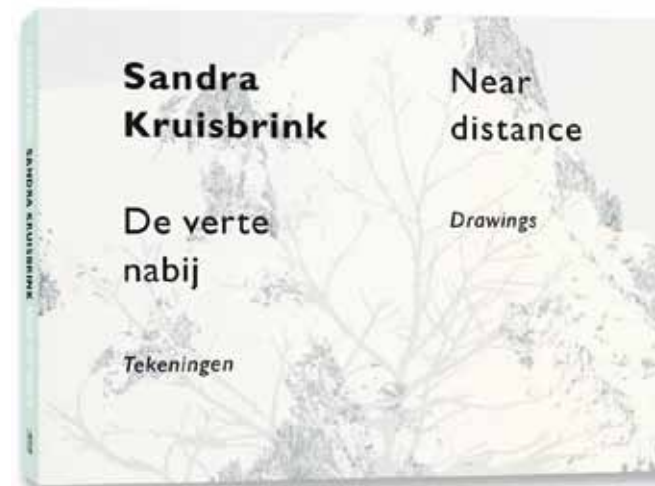 Sandra
Kruisbrink
De verte
nabij
Tekeningen
Near
distance
Drawings
SANDRA KRUISBRINK